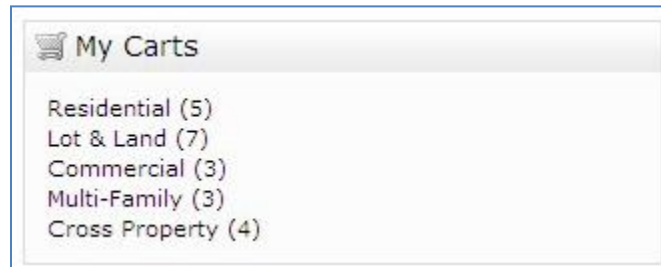 My Carts
Residential (5)
Lot & Land (7)
Commercial (3)
Multi-Family (3)
Cross Property (4)